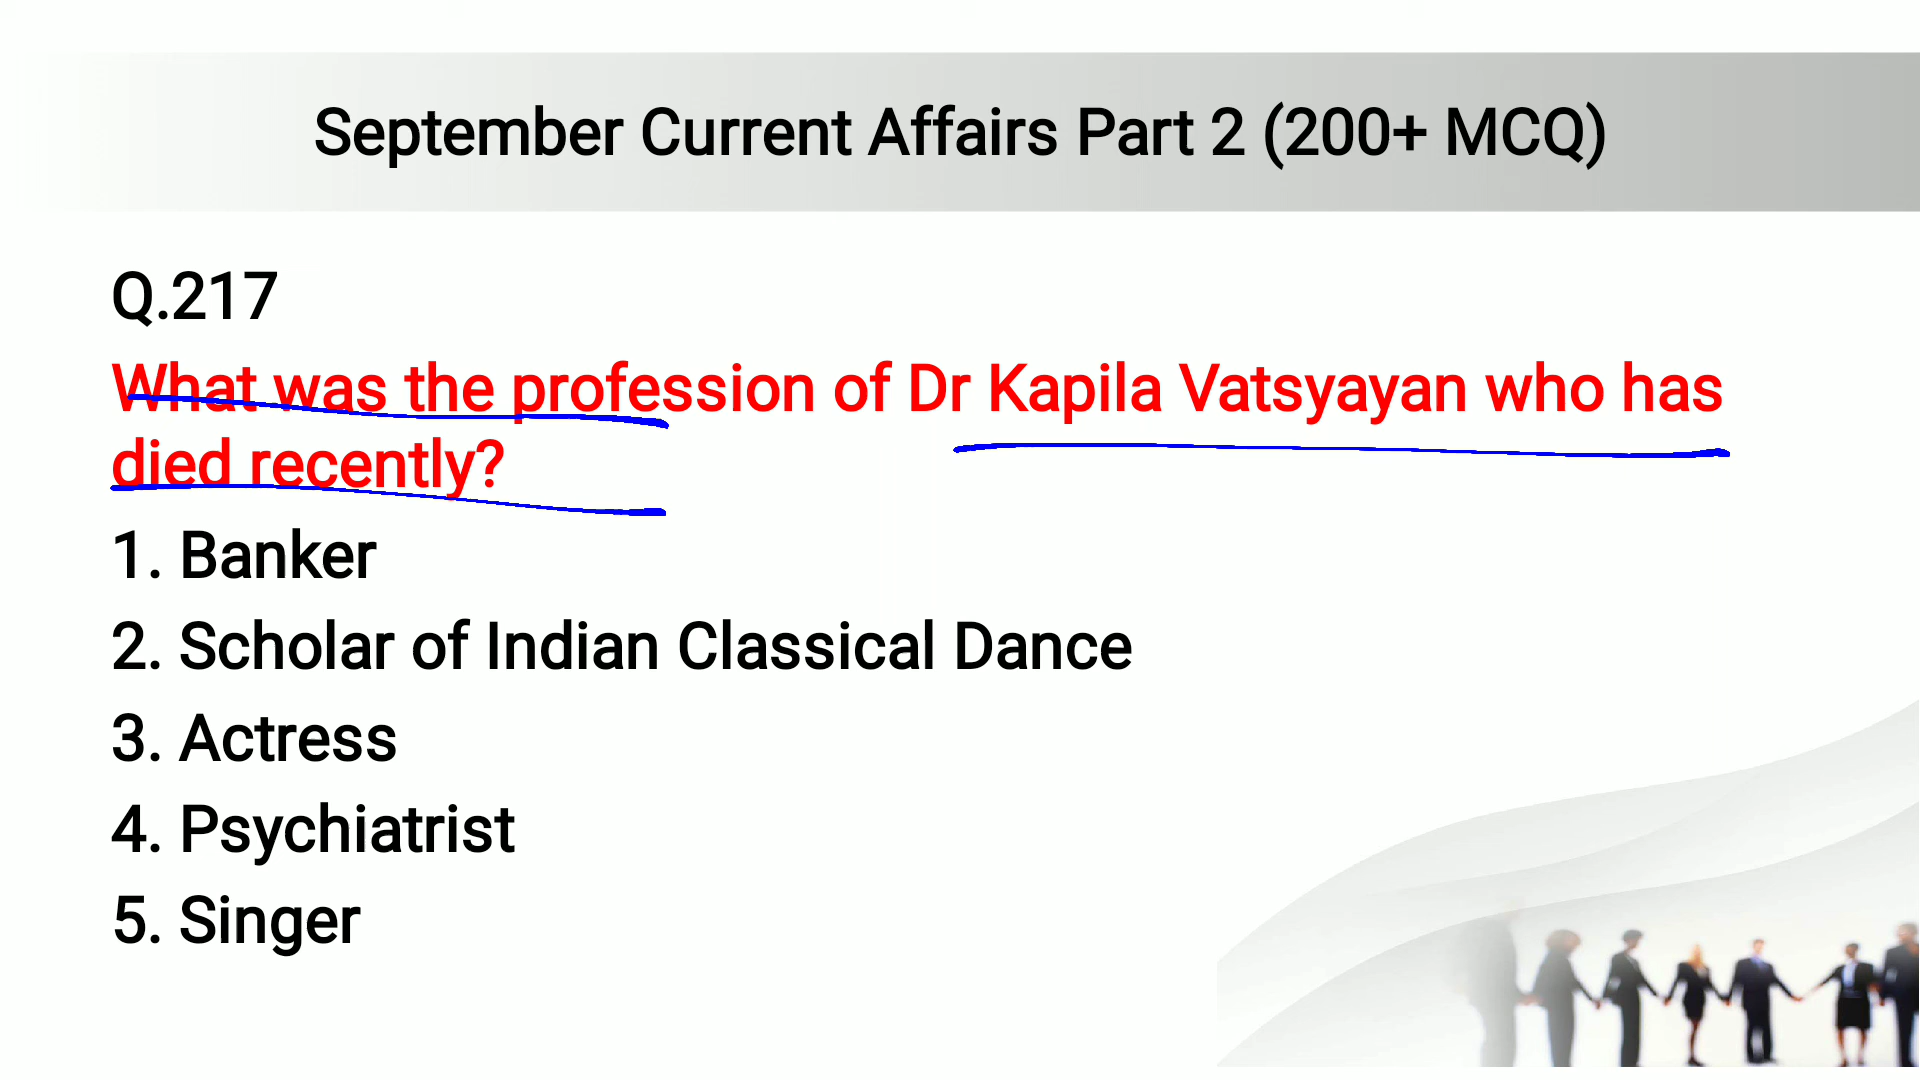 September Current Affairs Part 2 (200+ MCQ)
Q.217
What was the profession of Dr Kapila Vatsyayan who has
died recently?
1. Banker
2. Scholar of Indian Classical Dance
3. Actress
4. Psychiatrist
5. Singer